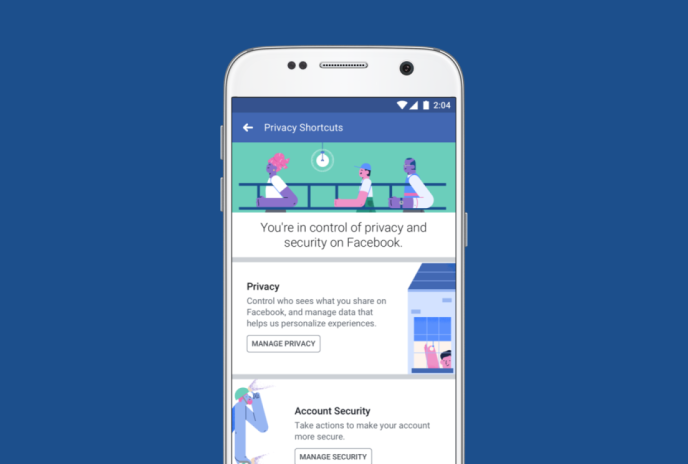 2:04
Privacy Shortcuts
You're in control of privacy and
security on Facebook.
Privacy
Control who sees what you share on
Facebook, and manage data that
helps us personalize experiences.
MANAGE PRIVACY
Account Security
Take actions to make your account
more secure.
MANAGE SECURITY